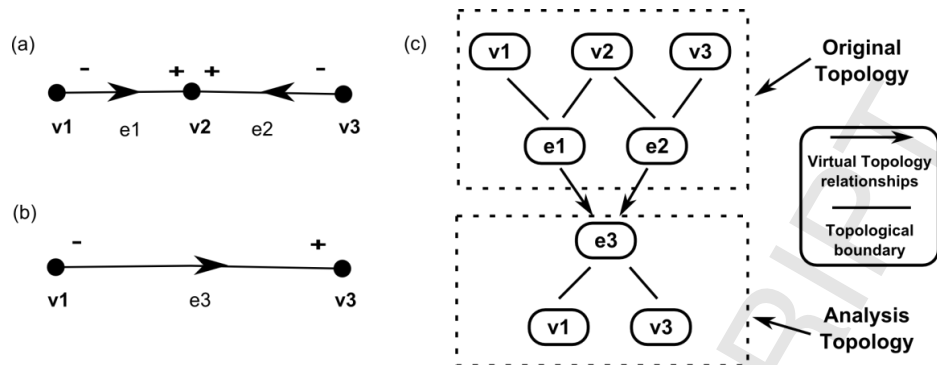 (a)
- + + -
v1 e1 v2 e2 v3
(b)
- +
v1 e3 v3
(c)
v1 v2 v3
e1 e2
e3
v1 v3
Original
Topology
Virtual Topology
relationships
Topological
boundary
Analysis
Topology
RIPT